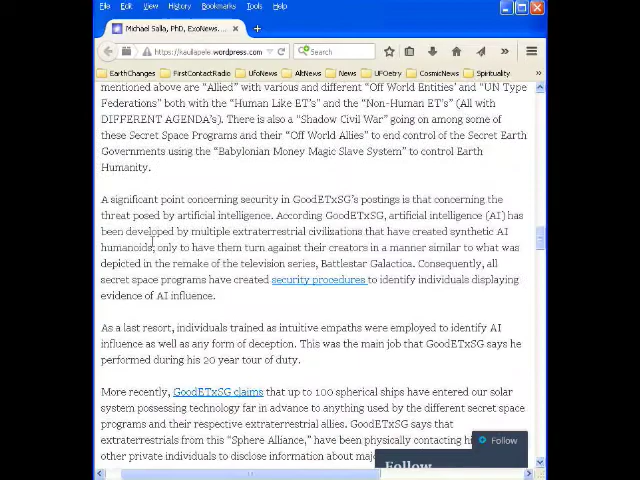 File Edit View History Bookmarks Tools Help
Michael Salla, PhD, ExoNews....
https://kauilapele.wordpress.com
Search
EarthChanges FirstContactRadio UfoNews AltNews News UFOetry CosmicNews Spirituality
mentioned above are "Allied" with various and different "Off World Entities' and "UN Type
Federations" both with the "Human Like ET's" and the "Non-Human ET's" (All with
DIFFERENT AGENDA's). There is also a "Shadow Civil War" going on among some of
these Secret Space Programs and their "Off World Allies" to end control of the Secret Earth
Governments using the "Babylonian Money Magic Slave System" to control Earth
Humanity.
A significant point concerning security in GoodETxSG's postings is that concerning the
threat posed by artificial intelligence. According GoodETxSG, artificial intelligence (AI) has
been developed by multiple extraterrestrial civilizations that have created synthetic AI
humanoids, only to have them turn against their creators in a manner similar to what was
depicted in the remake of the television series, Battlestar Galactica. Consequently, all
secret space programs have created security procedures to identify individuals displaying
evidence of AI influence.
As a last resort, individuals trained as intuitive empaths were employed to identify AI
influence as well as any form of deception. This was the main job that GoodETxSG says he
performed during his 20 year tour of duty.
More recently, GoodETxSG claims that up to 100 spherical ships have entered our solar
system possessing technology far in advance to anything used by the different secret space
programs and their respective extraterrestrial allies. GoodETxSG says that
extraterrestrials from this "Sphere Alliance," have been physically contacting
other private individuals to disclose information about
Follow
Follow